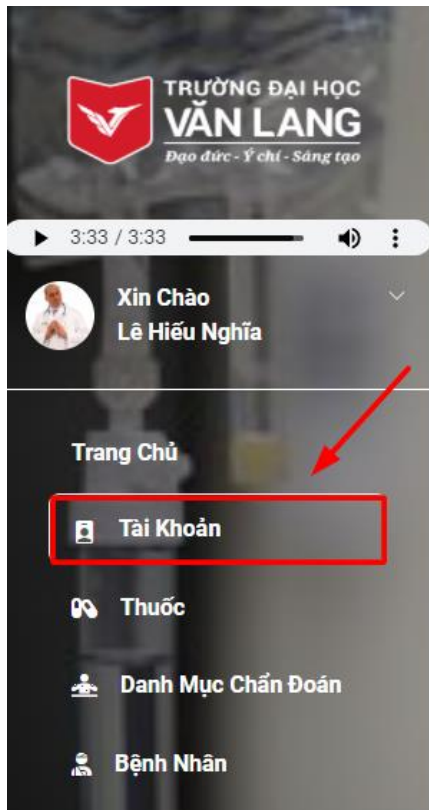 TRƯỜNG ĐẠI HỌC
VĂN LANG
Đạo đức - Ý chí - Sáng tạo
3:33 / 3:33
Xin Chào
Lê Hiếu Nghĩa
Trang Chủ
Tài Khoản
Thuốc
Danh Mục Chẩn Đoán
Bệnh Nhân